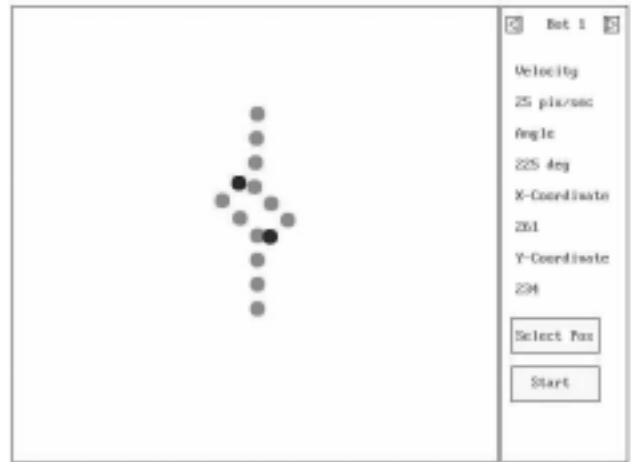 Bot 1
Velocity
25 pix/sec
Angle
225 deg
X-Coordinate
261
Y-Coordinate
234
Select Pos
Start